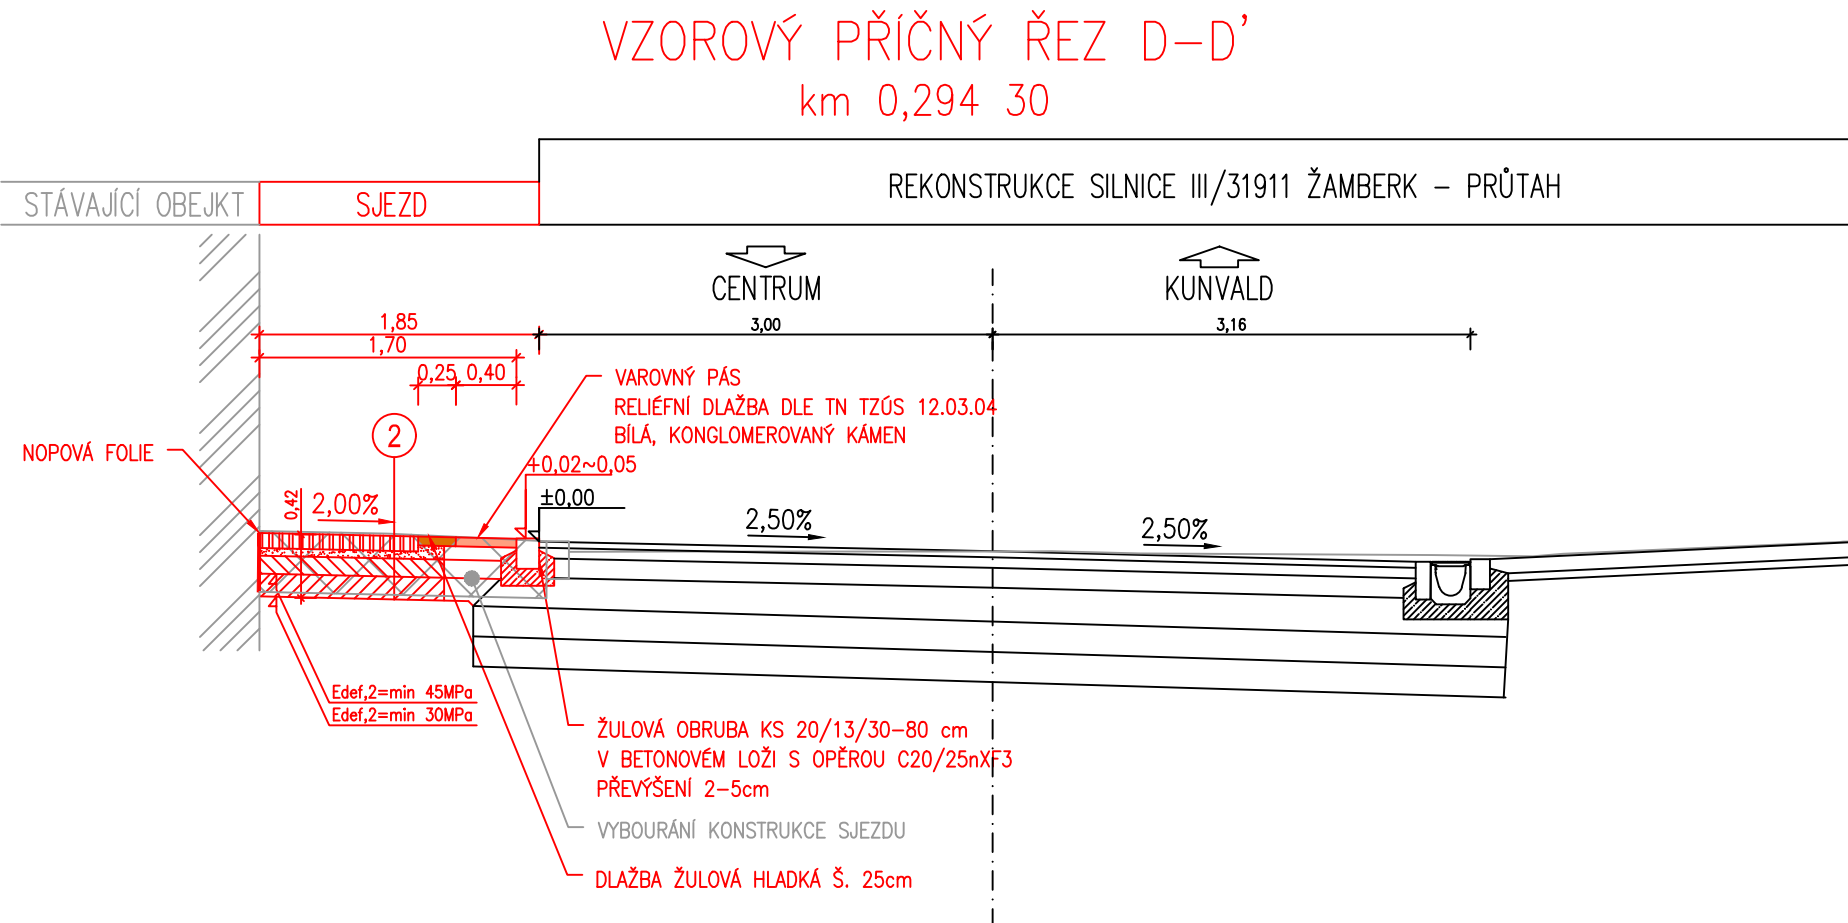 VZOROVÝ PŘÍČNÝ ŘEZ D-D'
km 0,294 30
REKONSTRUKCE SILNICE III/31911 ŽAMBERK - PRŮTAH
STÁVAJÍCÍ OBEJKT
SJEZD
CENTRUM
KUNVALD
1,85
3,00
3,16
1,70
0,25
0,40
VAROVNÝ PÁS
RELIÉFNÍ DLAŽBA DLE TN TZÚS 12.03.04
BÍLÁ, KONGLOMEROVANÝ KÁMEN
2
NOPOVÁ FOLIE
+0,02~0,05
±0,00
0,42
2,00%
2,50%
2,50%
Edef,2=min 45MPa
Edef,2=min 30MPa
ŽULOVÁ OBRUBA KS 20/13/30-80 cm
V BETONOVÉM LOŽI S OPĚROU C20/25nXF3
PŘEVÝŠENÍ 2-5cm
VYBOURÁNÍ KONSTRUKCE SJEZDU
DLAŽBA ŽULOVÁ HLADKÁ Š. 25cm